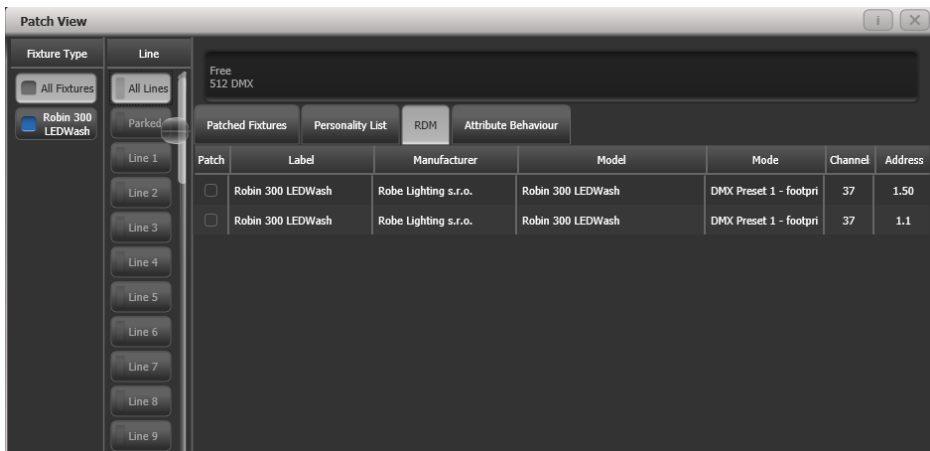 Patch View
Fixture Type
Line
All Fixtures
Robin 300
LEDWash
All Lines
Parked
Line 1
Line 2
Line 3
Line 4
Line 5
Line 6
Line 7
Line 8
Line 9
Free
512 DMX
Patched Fixtures Personality List RDM Attribute Behaviour
Patch Label Manufacturer Model Mode Channel Address
Robin 300 LEDWash Robe Lighting s.r.o. Robin 300 LEDWash DMX Preset 1 - footpri 37 1.50
Robin 300 LEDWash Robe Lighting s.r.o. Robin 300 LEDWash DMX Preset 1 - footpri 37 1.1